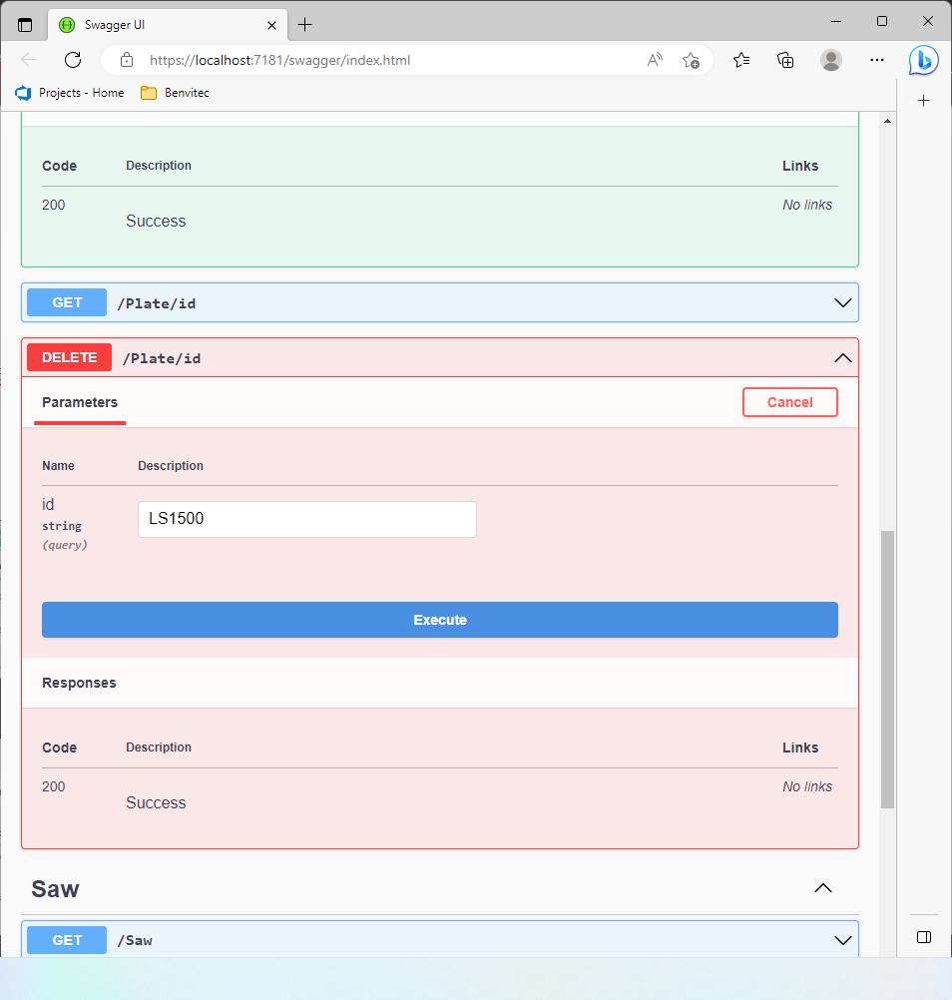 Swagger UI
https://localhost:7181/swagger/index.html
Projects - Home Benvitec
Code Description Links
200 Success No links
GET /Plate/id
DELETE /Plate/id
Parameters Cancel
Name Description
id LS1500
string
(query)
Execute
Responses
Code Description Links
200 Success No links
Saw
GET /Saw